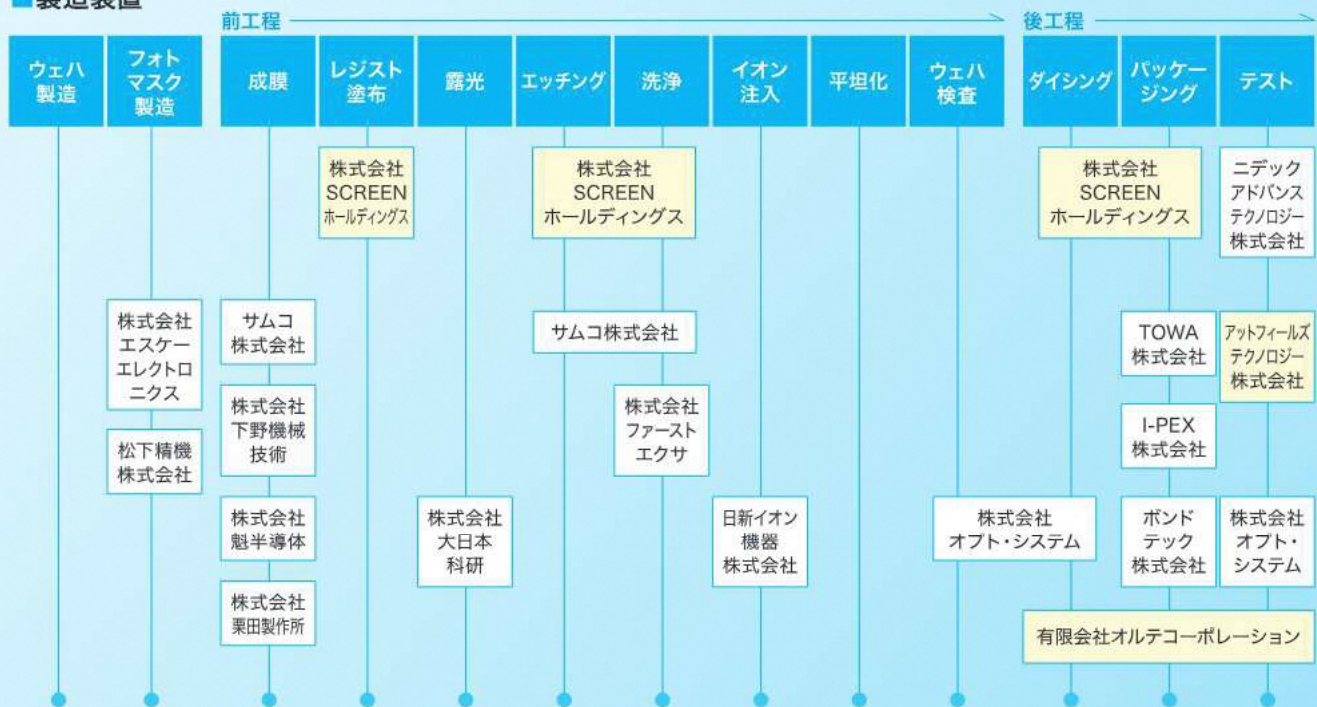 ■製造装置
前工程
後工程
ウェハ
製造
フォト
マスク
製造
成膜
レジスト
塗布
露光
エッチング
洗浄
イオン
注入
平坦化
ウェハ
検査
ダイシング
パッケー
ジング
テスト
株式会社
SCREEN
ホールディングス
株式会社
SCREEN
ホールディングス
株式会社
SCREEN
ホールディングス
ニデック
アドバンス
テクノロジー
株式会社
株式会社
エスケー
エレクトロ
ニクス
サムコ
株式会社
サムコ株式会社
TOWA
株式会社
アットフィールズ
テクノロジー
株式会社
株式会社
下野機械
技術
株式会社
ファースト
エクサ
I-PEX
株式会社
松下精機
株式会社
株式会社
魁半導体
株式会社
大日本
科研
日新イオン
機器
株式会社
株式会社
オプト・システム
ボンド
テック
株式会社
株式会社
オプト・
システム
株式会社
栗田製作所
有限会社オルテコーポレーション